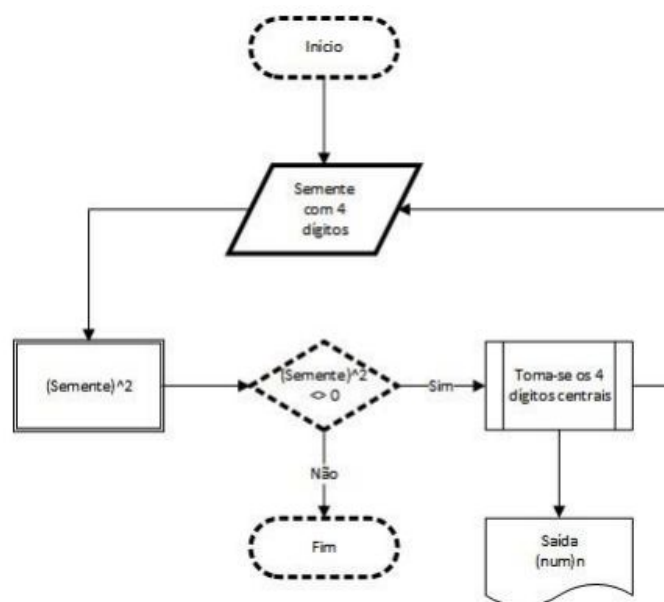 Início
Semente
com 4
dígitos
(Semente)^2
(Semente)^2
<> 0
Sim
Toma-se os 4
dígitos centrais
Não
Fim
Saída
(num)n